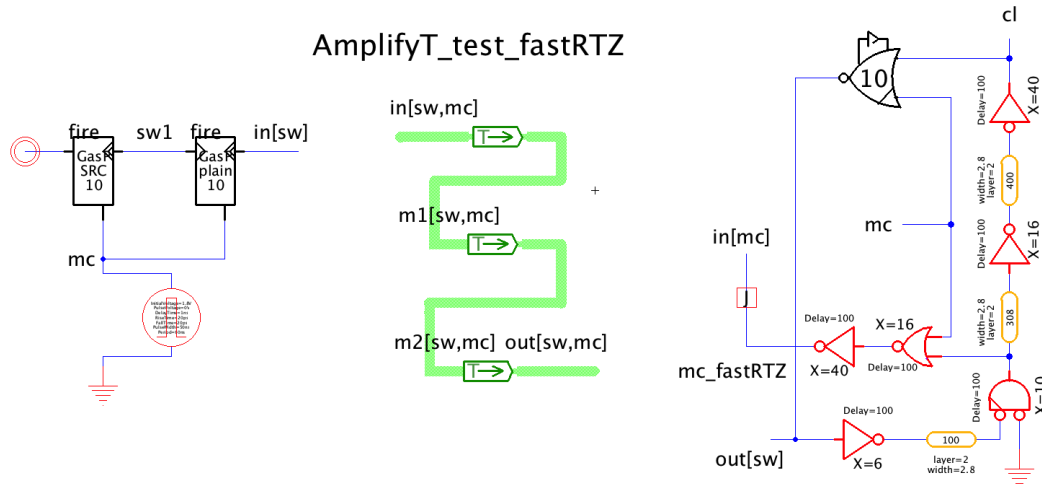 AmplifyT_test_fastRTZ
fire
sw1
fire
in[sw]
GasP
SRC
10
GasP
plain
10
mc
in[sw,mc]
T
m1[sw,mc]
T
m2[sw,mc]
out[sw,mc]
T
cl
10
Delay=100
X=40
width=2.8
layer=2
400
mc
Delay=100
X=16
in[mc]
J
width=2.8
layer=2
308
Delay=100
X=16
mc_fastRTZ
X=40
Delay=100
Delay=100
X=10
Delay=100
out[sw]
X=6
100
layer=2
width=2.8